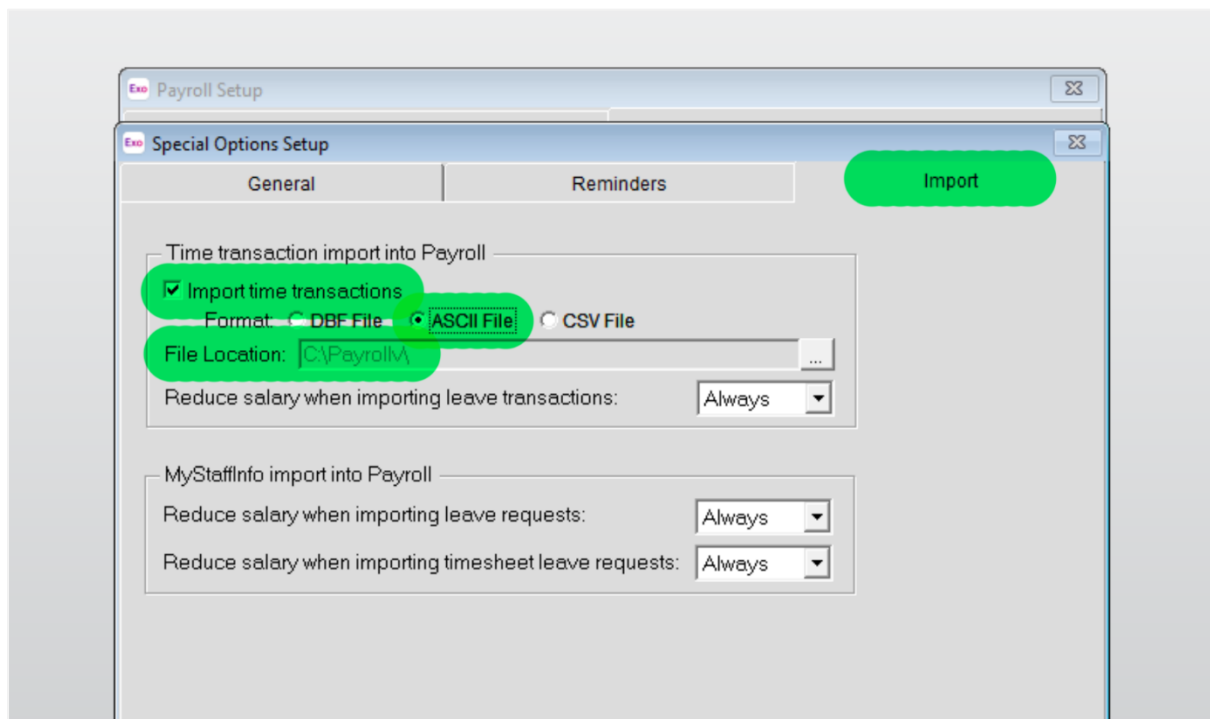 Exo Payroll Setup
Exo Special Options Setup
General Reminders Import
Time transaction import into Payroll
Import time transactions
Format: DBF File ASCII File CSV File
File Location: C:\Payrollv\ ...
Reduce salary when importing leave transactions: Always
MyStaffInfo import into Payroll
Reduce salary when importing leave requests: Always
Reduce salary when importing timesheet leave requests: Always